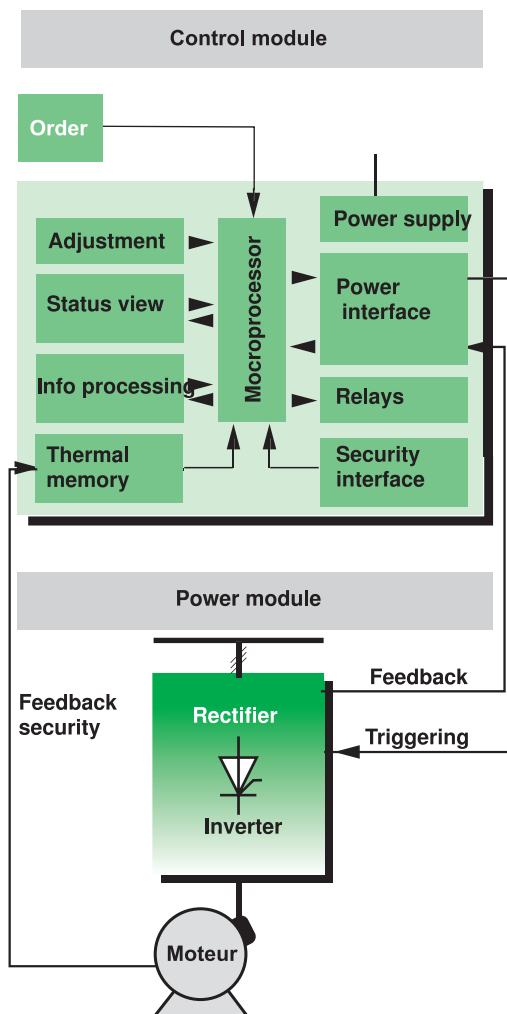 Control module
Order
Adjustment
Status view
Info processing
Thermal
memory
Mocroprocessor
Power supply
Power
interface
Relays
Security
interface
Power module
Feedback
security
Rectifier
Inverter
Feedback
Triggering
Moteur